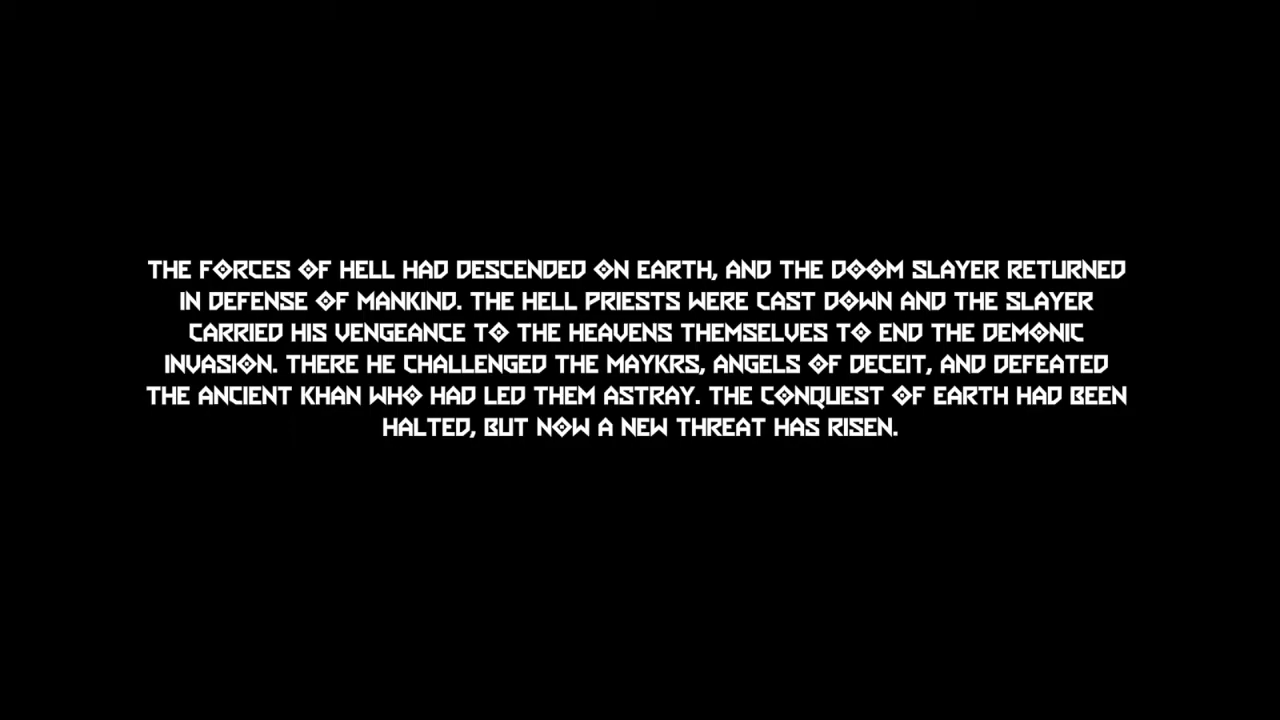 THE FORCES OF HELL HAD DESCENDED ON EARTH, AND THE DOOM SLAYER RETURNED
IN DEFENSE OF MANKIND. THE HELL PRIESTS WERE CAST DOWN AND THE SLAYER
CARRIED HIS VENGEANCE TO THE HEAVENS THEMSELVES TO END THE DEMONIC
INVASION. THERE HE CHALLENGED THE MAYKRS, ANGELS OF DECEIT, AND DEFEATED
THE ANCIENT KHAN WHO HAD LED THEM ASTRAY. THE CONQUEST OF EARTH HAD BEEN
HALTED, BUT NOW A NEW THREAT HAS RISEN.